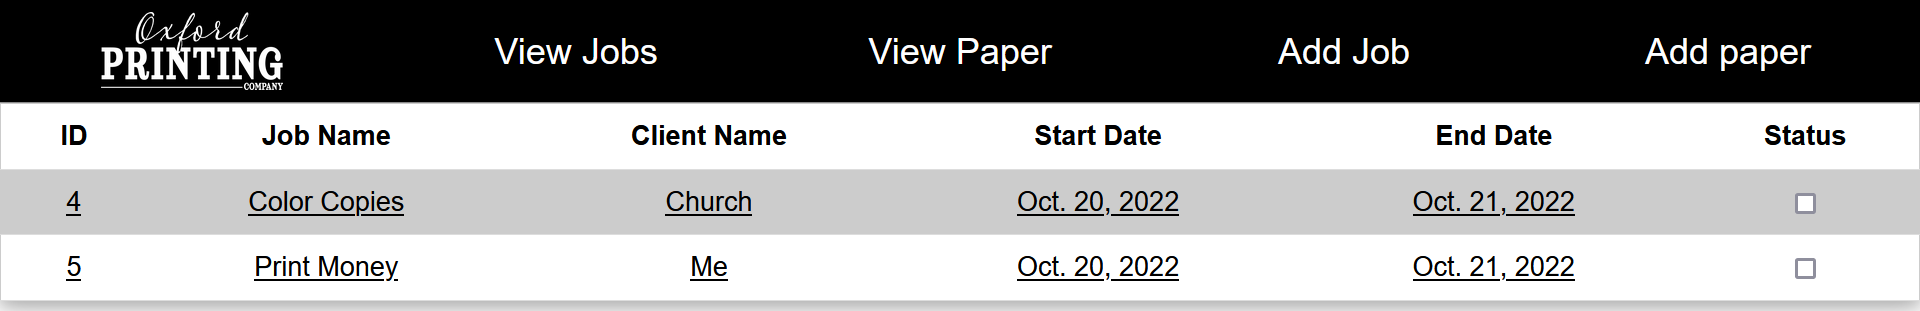 Oxford
PRINTING
COMPANY
View Jobs View Paper Add Job Add paper
ID Job Name Client Name Start Date End Date Status
4 Color Copies Church Oct. 20, 2022 Oct. 21, 2022
5 Print Money Me Oct. 20, 2022 Oct. 21, 2022